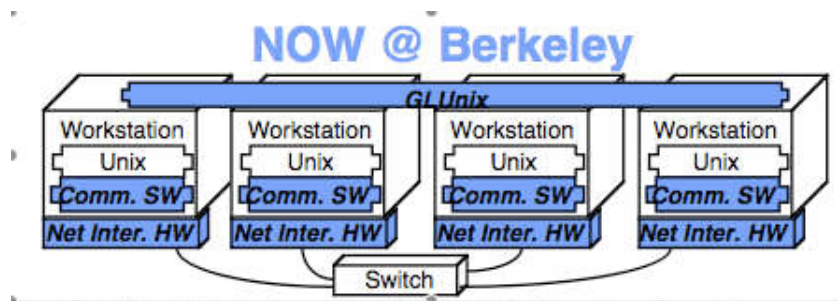 NOW @ Berkeley
GLUnix
Workstation Workstation Workstation Workstation
Unix Unix Unix Unix
Comm. SW Comm. SW Comm. SW Comm. SW
Net Inter. HW Net Inter. HW Net Inter. HW Net Inter. HW
Switch